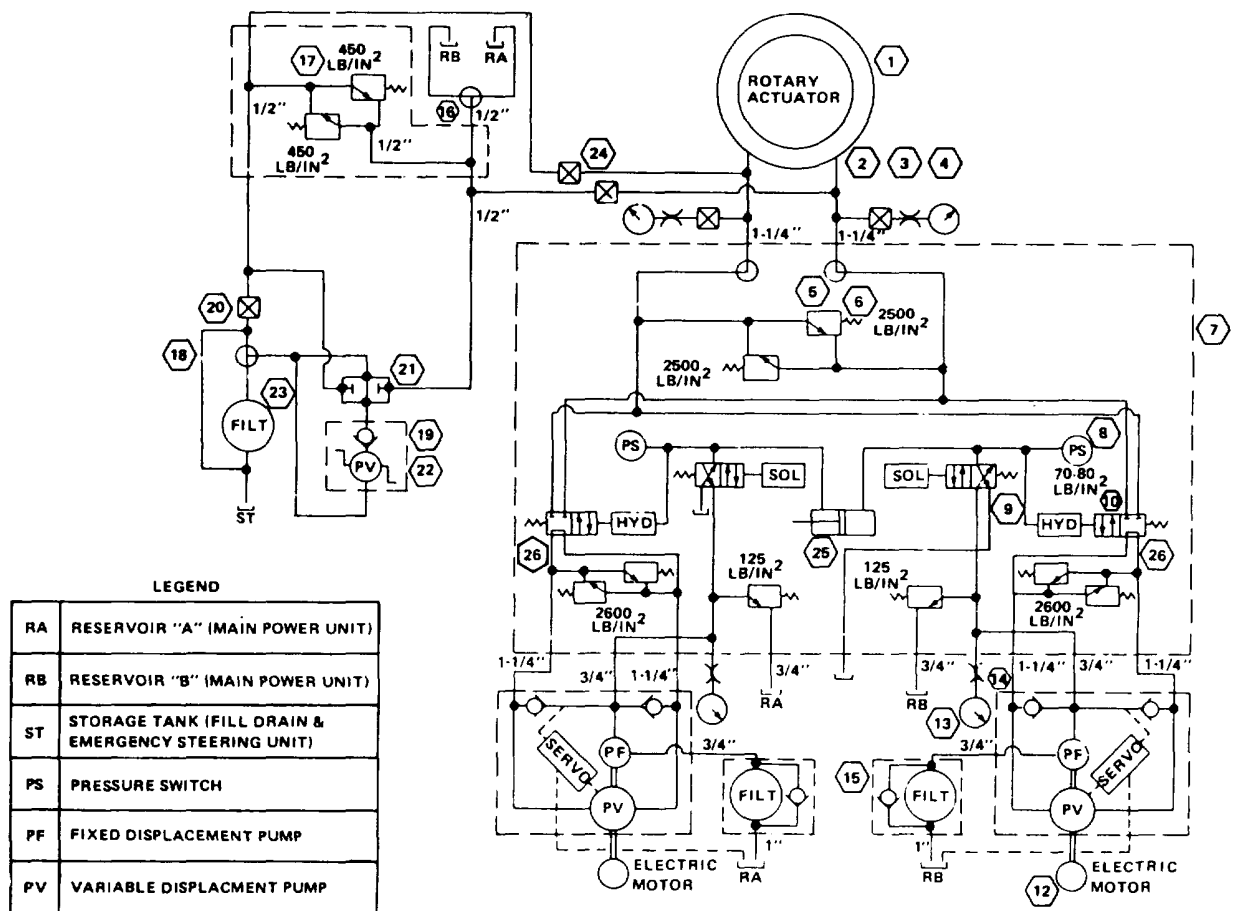 17
450
LB/IN²
RB
RA
16
1/2"
1/2"
450
LB/IN²
1/2"
1/2"
24
ROTARY
ACTUATOR
1
2
3
4
1-1/4"
1-1/4"
5
6
2500
LB/IN²
2500
LB/IN²
7
20
18
23
FILT
21
19
PV
22
ST
PS
SOL
SOL
PS
8
70-80
LB/IN²
10
HYD
9
HYD
26
25
26
125
LB/IN²
125
LB/IN²
2600
LB/IN²
2600
LB/IN²
1-1/4"
3/4"
1-1/4"
3/4"
RA
3/4"
RB
14
1-1/4"
3/4"
1-1/4"
13
SERVO
PF
PV
3/4"
FILT
1"
RA
ELECTRIC
MOTOR
15
FILT
3/4"
1"
RB
PF
SERVO
PV
12
ELECTRIC
MOTOR
LEGEND
RA RESERVOIR "A" (MAIN POWER UNIT)
RB RESERVOIR "B" (MAIN POWER UNIT)
ST STORAGE TANK (FILL DRAIN &
EMERGENCY STEERING UNIT)
PS PRESSURE SWITCH
PF FIXED DISPLACEMENT PUMP
PV VARIABLE DISPLACMENT PUMP